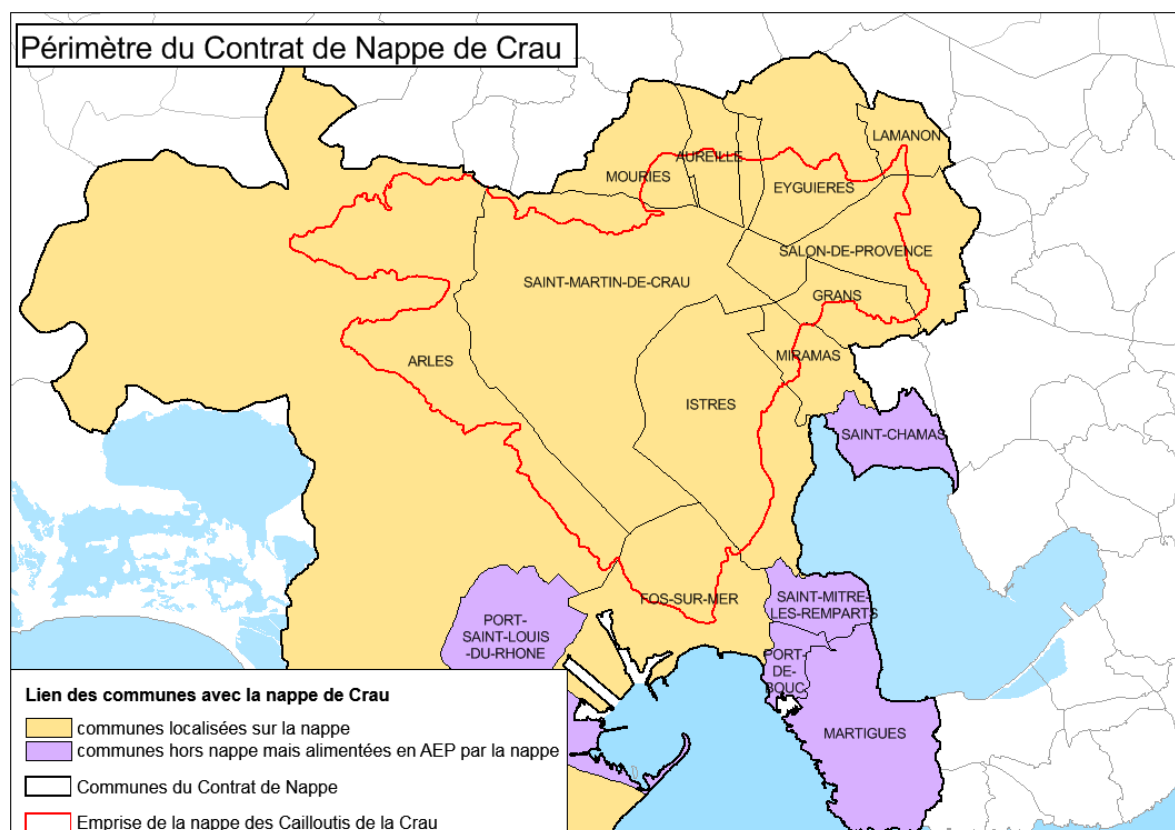 Périmètre du Contrat de Nappe de Crau
LAMANON
AUREILLE
MOURIES
EYGUIERES
SALON-DE-PROVENCE
SAINT-MARTIN-DE-CRAU
GRANS
MIRAMAS
ARLES
ISTRES
SAINT-CHAMAS
FOS-SUR-MER
SAINT-MITRE-
LES-REMPARTS
PORT-
SAINT-LOUIS
-DU-RHONE
PORT-
DE-
BOUC
MARTIGUES
Lien des communes avec la nappe de Crau
communes localisées sur la nappe
communes hors nappe mais alimentées en AEP par la nappe
Communes du Contrat de Nappe
Emprise de la nappe des Cailloutis de la Crau